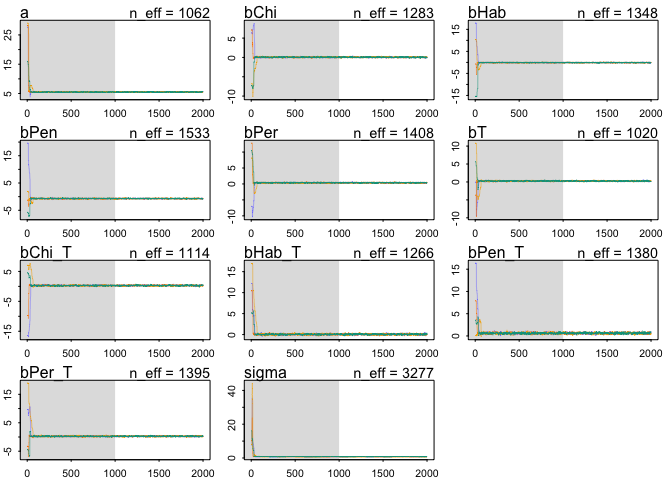 a n_eff = 1062 bChi n_eff = 1283 bHab n_eff = 1348
5 15 25
-10 0 5
-15 -5 5 15
0 500 1000 1500 2000 0 500 1000 1500 2000 0 500 1000 1500 2000
bPen n_eff = 1533 bPer n_eff = 1408 bT n_eff = 1020
-5 5 15
-10 0 5
-10 0 5 10
0 500 1000 1500 2000 0 500 1000 1500 2000 0 500 1000 1500 2000
bChi_T n_eff = 1114 bHab_T n_eff = 1266 bPen_T n_eff = 1380
-15 -5 5
0 5 10 15
0 5 10 15
0 500 1000 1500 2000 0 500 1000 1500 2000 0 500 1000 1500 2000
bPer_T n_eff = 1395 sigma n_eff = 3277
-5 5 15
0 20 40
0 500 1000 1500 2000 0 500 1000 1500 2000